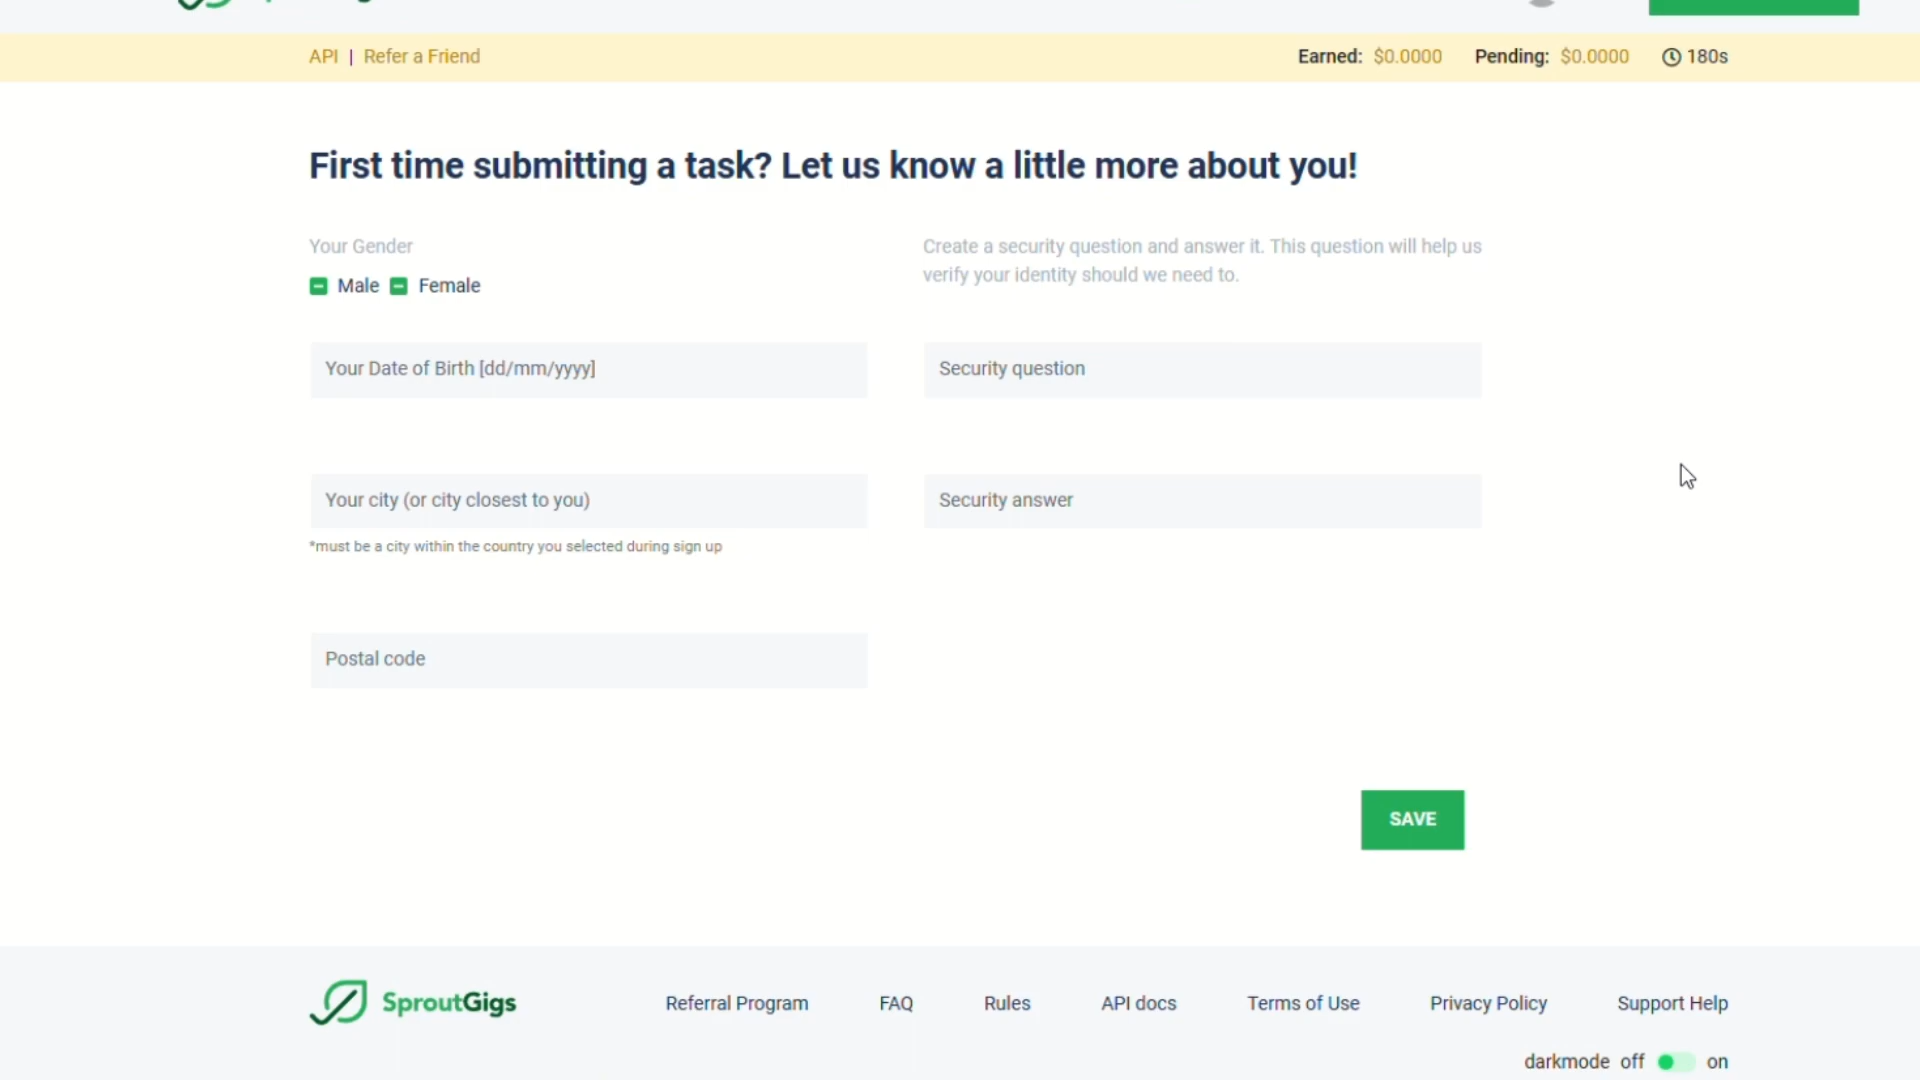 API | Refer a Friend
Earned: $0.0000 Pending: $0.0000 180s
First time submitting a task? Let us know a little more about you!
Your Gender
Male Female
Create a security question and answer it. This question will help us
verify your identity should we need to.
Your Date of Birth [dd/mm/yyyy]
Security question
Your city (or city closest to you)
Security answer
*must be a city within the country you selected during sign up
Postal code
SAVE
SproutGigs
Referral Program FAQ Rules API docs Terms of Use Privacy Policy Support Help
darkmode off on